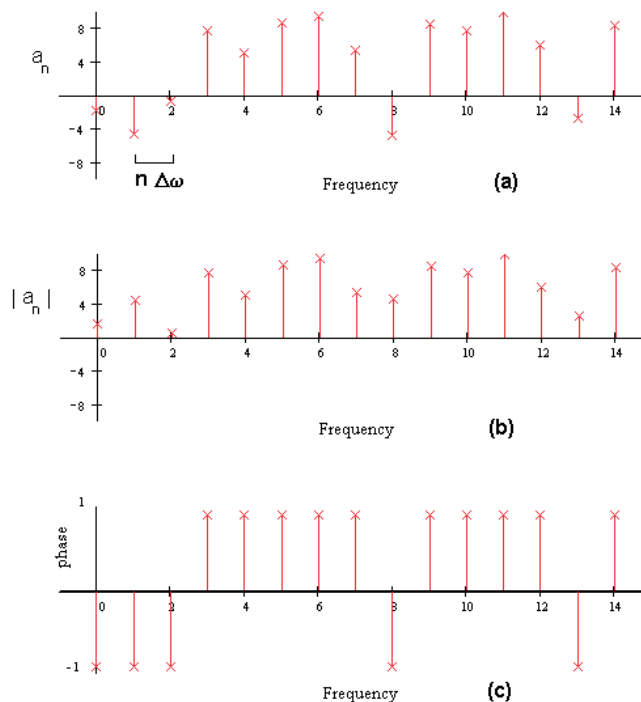 8
4
a_n
0 2 4 6 8 10 12 14
-4
-8
n Δω
Frequency (a)
8
4
| a_n |
0 2 4 6 8 10 12 14
-4
-8
Frequency (b)
1
phase
0 2 4 6 8 10 12 14
-1
Frequency (c)